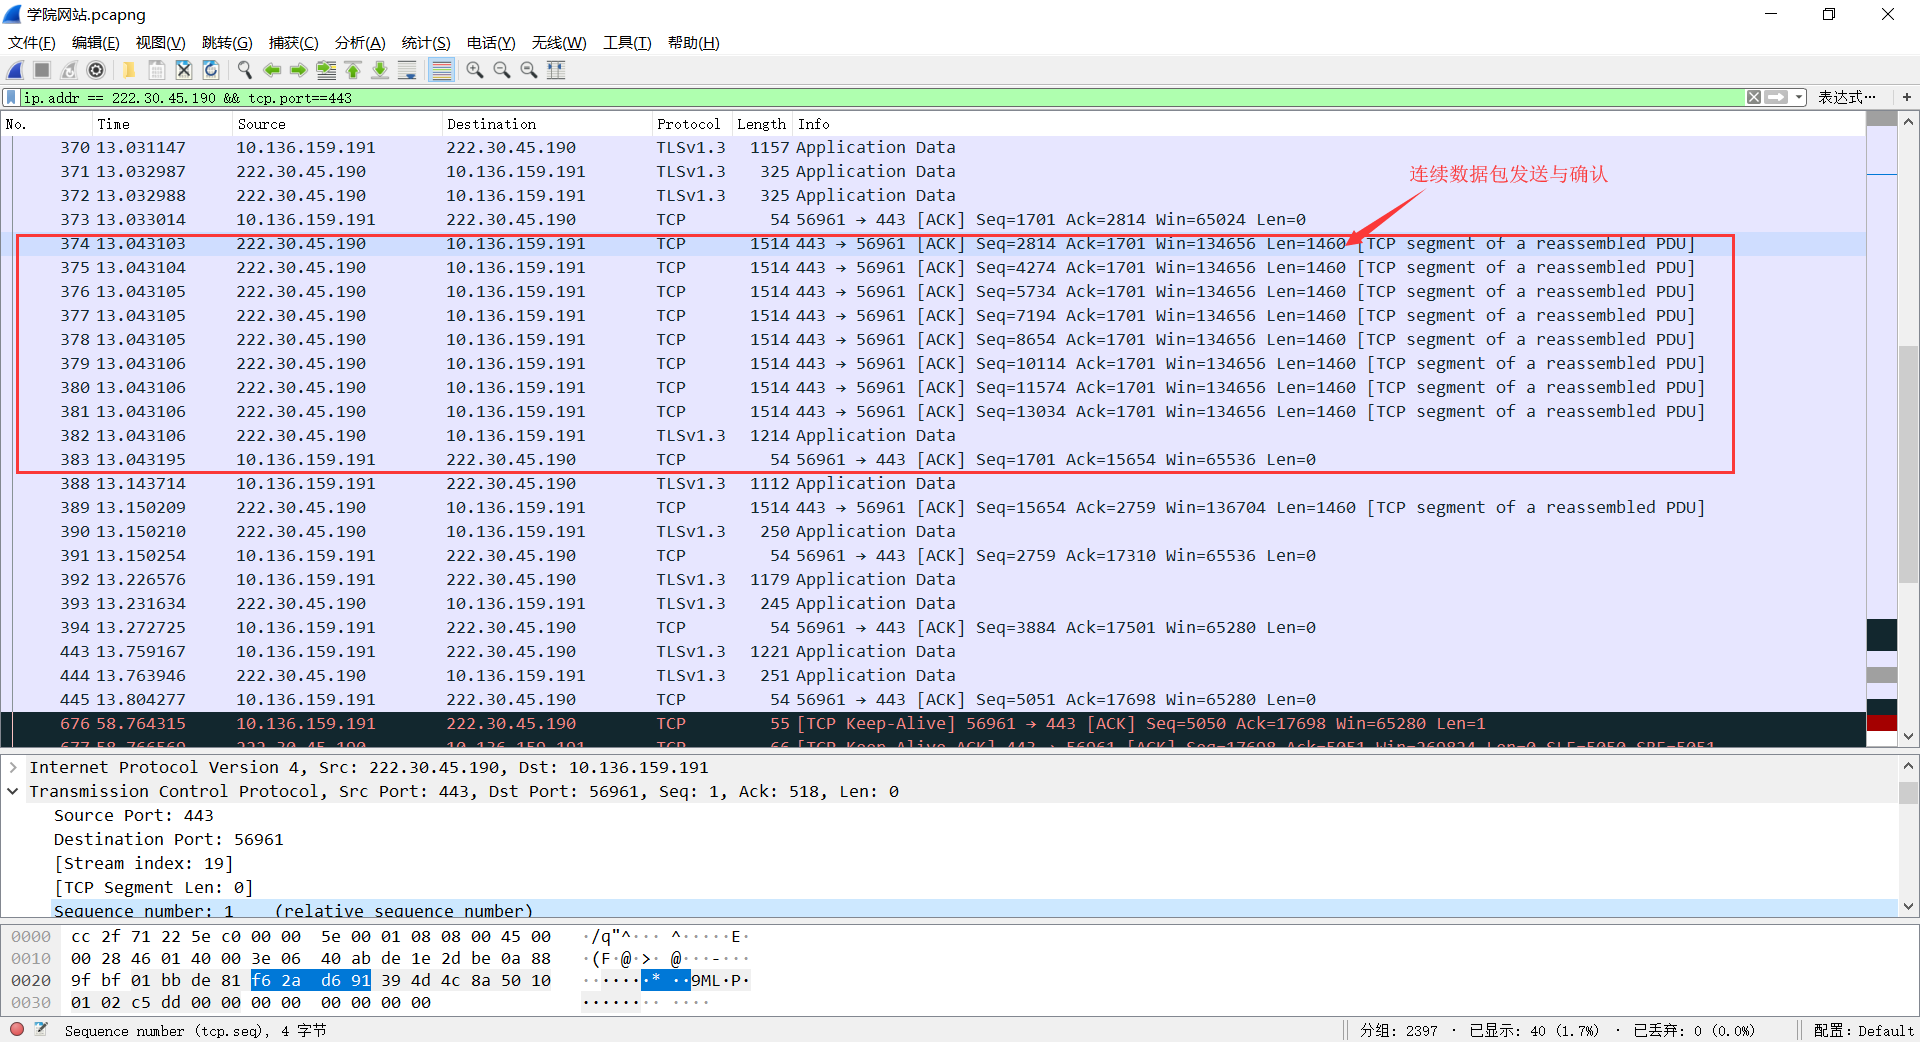 学院网站.pcapng
文件(F) 编辑(E) 视图(V) 跳转(G) 捕获(C) 分析(A) 统计(S) 电话(Y) 无线(W) 工具(T) 帮助(H)
ip.addr == 222.30.45.190 && tcp.port==443 表达式… +
No. Time Source Destination Protocol Length Info
370 13.031147 10.136.159.191 222.30.45.190 TLSv1.3 1157 Application Data
371 13.032987 222.30.45.190 10.136.159.191 TLSv1.3 325 Application Data
连续数据包发送与确认
372 13.032988 222.30.45.190 10.136.159.191 TLSv1.3 325 Application Data
373 13.033014 10.136.159.191 222.30.45.190 TCP 54 56961 → 443 [ACK] Seq=1701 Ack=2814 Win=65024 Len=0
374 13.043103 222.30.45.190 10.136.159.191 TCP 1514 443 → 56961 [ACK] Seq=2814 Ack=1701 Win=134656 Len=1460 [TCP segment of a reassembled PDU]
375 13.043104 222.30.45.190 10.136.159.191 TCP 1514 443 → 56961 [ACK] Seq=4274 Ack=1701 Win=134656 Len=1460 [TCP segment of a reassembled PDU]
376 13.043105 222.30.45.190 10.136.159.191 TCP 1514 443 → 56961 [ACK] Seq=5734 Ack=1701 Win=134656 Len=1460 [TCP segment of a reassembled PDU]
377 13.043105 222.30.45.190 10.136.159.191 TCP 1514 443 → 56961 [ACK] Seq=7194 Ack=1701 Win=134656 Len=1460 [TCP segment of a reassembled PDU]
378 13.043105 222.30.45.190 10.136.159.191 TCP 1514 443 → 56961 [ACK] Seq=8654 Ack=1701 Win=134656 Len=1460 [TCP segment of a reassembled PDU]
379 13.043106 222.30.45.190 10.136.159.191 TCP 1514 443 → 56961 [ACK] Seq=10114 Ack=1701 Win=134656 Len=1460 [TCP segment of a reassembled PDU]
380 13.043106 222.30.45.190 10.136.159.191 TCP 1514 443 → 56961 [ACK] Seq=11574 Ack=1701 Win=134656 Len=1460 [TCP segment of a reassembled PDU]
381 13.043106 222.30.45.190 10.136.159.191 TCP 1514 443 → 56961 [ACK] Seq=13034 Ack=1701 Win=134656 Len=1460 [TCP segment of a reassembled PDU]
382 13.043106 222.30.45.190 10.136.159.191 TLSv1.3 1214 Application Data
383 13.043195 10.136.159.191 222.30.45.190 TCP 54 56961 → 443 [ACK] Seq=1701 Ack=15654 Win=65536 Len=0
388 13.143714 10.136.159.191 222.30.45.190 TLSv1.3 1112 Application Data
389 13.150209 222.30.45.190 10.136.159.191 TCP 1514 443 → 56961 [ACK] Seq=15654 Ack=2759 Win=136704 Len=1460 [TCP segment of a reassembled PDU]
390 13.150210 222.30.45.190 10.136.159.191 TLSv1.3 250 Application Data
391 13.150254 10.136.159.191 222.30.45.190 TCP 54 56961 → 443 [ACK] Seq=2759 Ack=17310 Win=65536 Len=0
392 13.226576 10.136.159.191 222.30.45.190 TLSv1.3 1179 Application Data
393 13.231634 222.30.45.190 10.136.159.191 TLSv1.3 245 Application Data
394 13.272725 10.136.159.191 222.30.45.190 TCP 54 56961 → 443 [ACK] Seq=3884 Ack=17501 Win=65280 Len=0
443 13.759167 10.136.159.191 222.30.45.190 TLSv1.3 1221 Application Data
444 13.763946 222.30.45.190 10.136.159.191 TLSv1.3 251 Application Data
445 13.804277 10.136.159.191 222.30.45.190 TCP 54 56961 → 443 [ACK] Seq=5051 Ack=17698 Win=65280 Len=0
676 58.764315 10.136.159.191 222.30.45.190 TCP 55 [TCP Keep-Alive] 56961 → 443 [ACK] Seq=5050 Ack=17698 Win=65280 Len=1
677 58.766569 222.30.45.190 10.136.159.191 TCP 66 [TCP Keep-Alive ACK] 443 → 56961 [ACK] Seq=17698 Ack=5051 Win=269824 Len=0 SLE=5050 SRE=5051
Internet Protocol Version 4, Src: 222.30.45.190, Dst: 10.136.159.191
Transmission Control Protocol, Src Port: 443, Dst Port: 56961, Seq: 1, Ack: 518, Len: 0
Source Port: 443
Destination Port: 56961
[Stream index: 19]
[TCP Segment Len: 0]
Sequence number: 1 (relative sequence number)
0000 cc 2f 71 22 5e c0 00 00 5e 00 01 08 08 00 45 00 ·/q"^··· ^·····E·
0010 00 28 46 01 40 00 3e 06 40 ab de 1e 2d be 0a 88 ·(F·@·>· @···-···
0020 9f bf 01 bb de 81 f6 2a d6 91 39 4d 4c 8a 50 10 ·······* ··9ML·P·
0030 01 02 c5 dd 00 00 00 00 00 00 00 00 ········ ····
Sequence number (tcp.seq), 4 字节 分组: 2397 · 已显示: 40 (1.7%) · 已丢弃: 0 (0.0%) 配置: Default